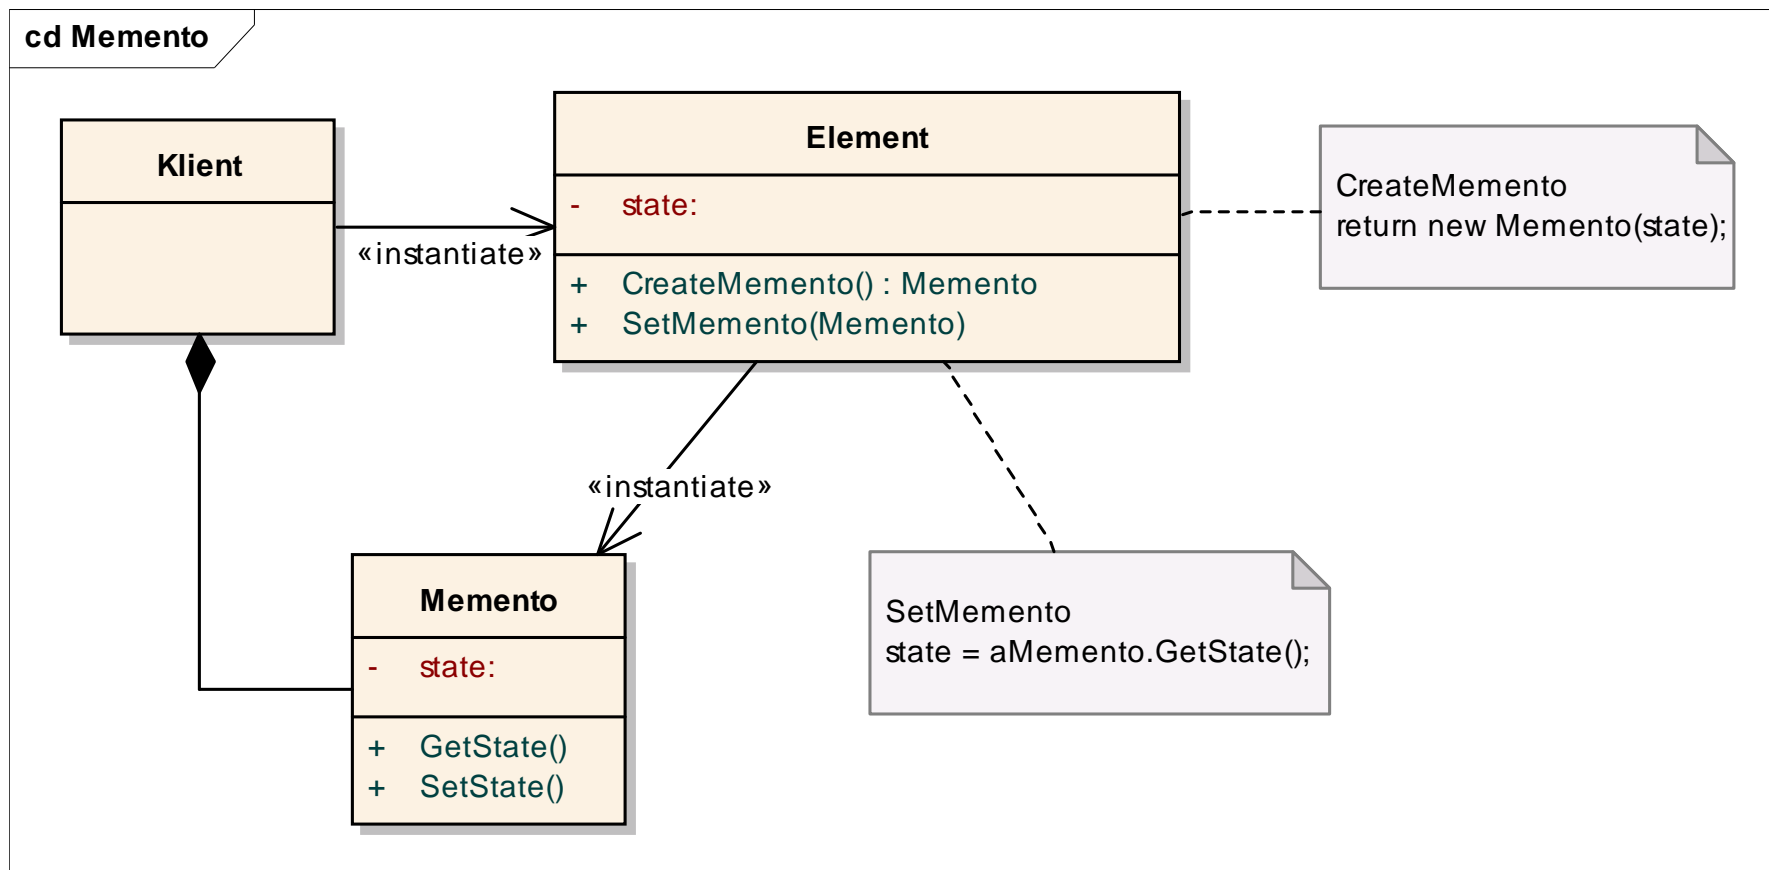 cd Memento
Klient
Element
- state:
+ CreateMemento() : Memento
+ SetMemento(Memento)
«instantiate»
CreateMemento
return new Memento(state);
«instantiate»
Memento
- state:
+ GetState()
+ SetState()
SetMemento
state = aMemento.GetState();